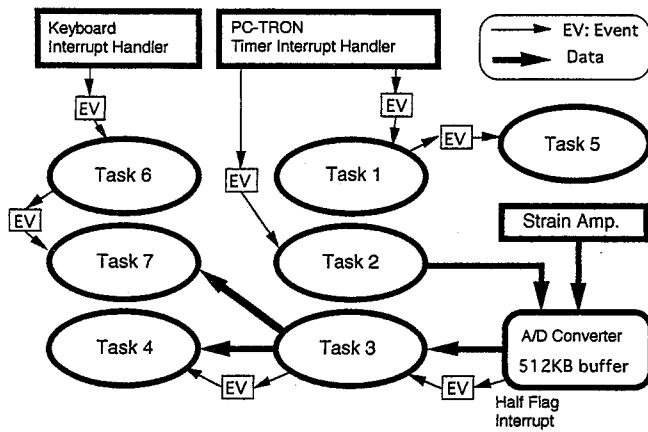 Keyboard
Interrupt Handler
PC-TRON
Timer Interrupt Handler
EV: Event
Data
EV
EV
Task 6
Task 1
EV
Task 5
EV
EV
Strain Amp.
Task 7
Task 2
Task 4
Task 3
A/D Converter
512KB buffer
EV
EV
Half Flag
Interrupt